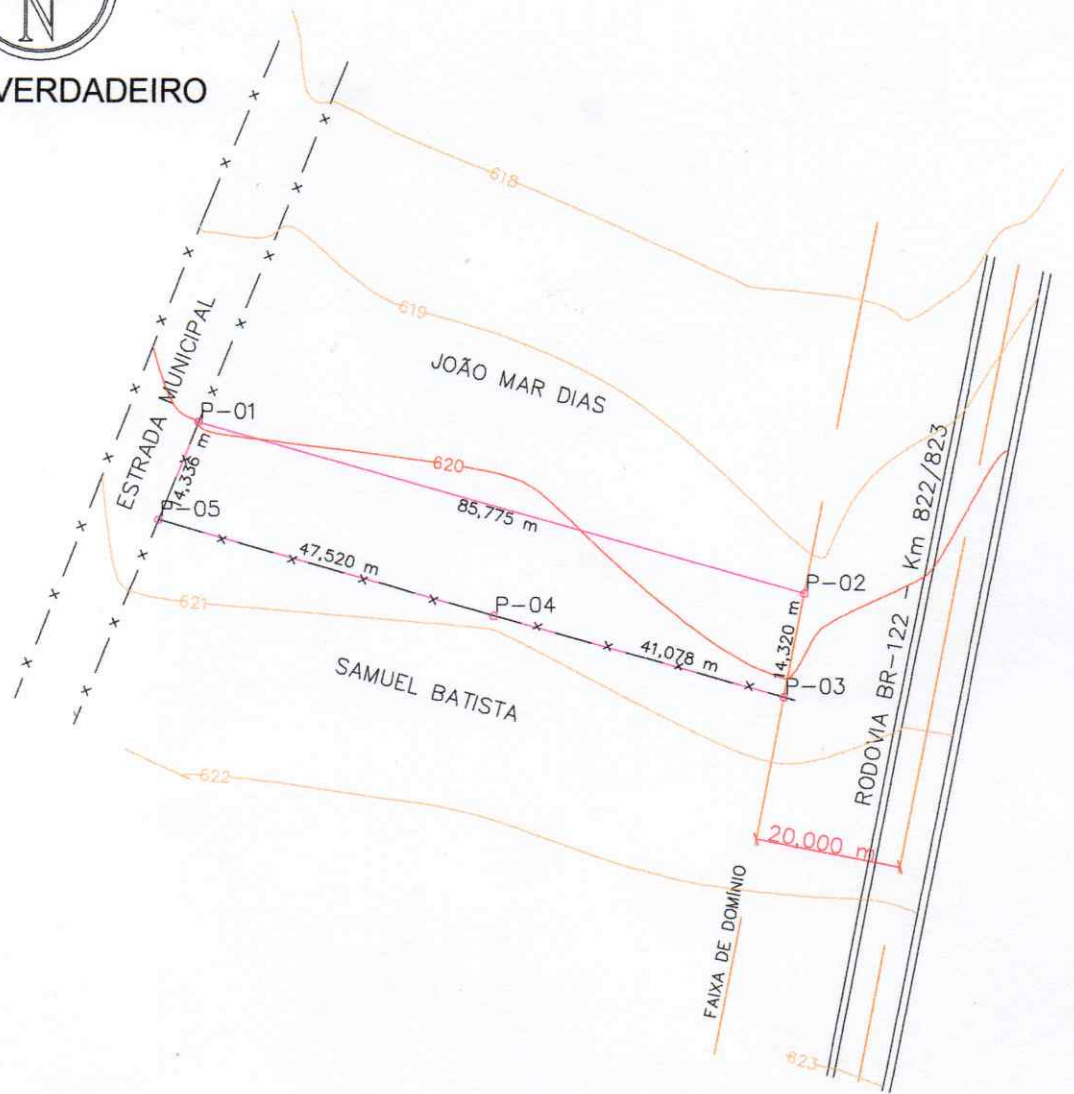 N
VERDADEIRO
618
619
JOÃO MAR DIAS
ESTRADA MUNICIPAL
P-01
14,336 m
620
85,775 m
P-05
47,520 m
P-02
P-04
621
41,078 m
14,320 m
P-03
SAMUEL BATISTA
RODOVIA BR-122 - Km 822/823
622
20,000 m
FAIXA DE DOMÍNIO
623